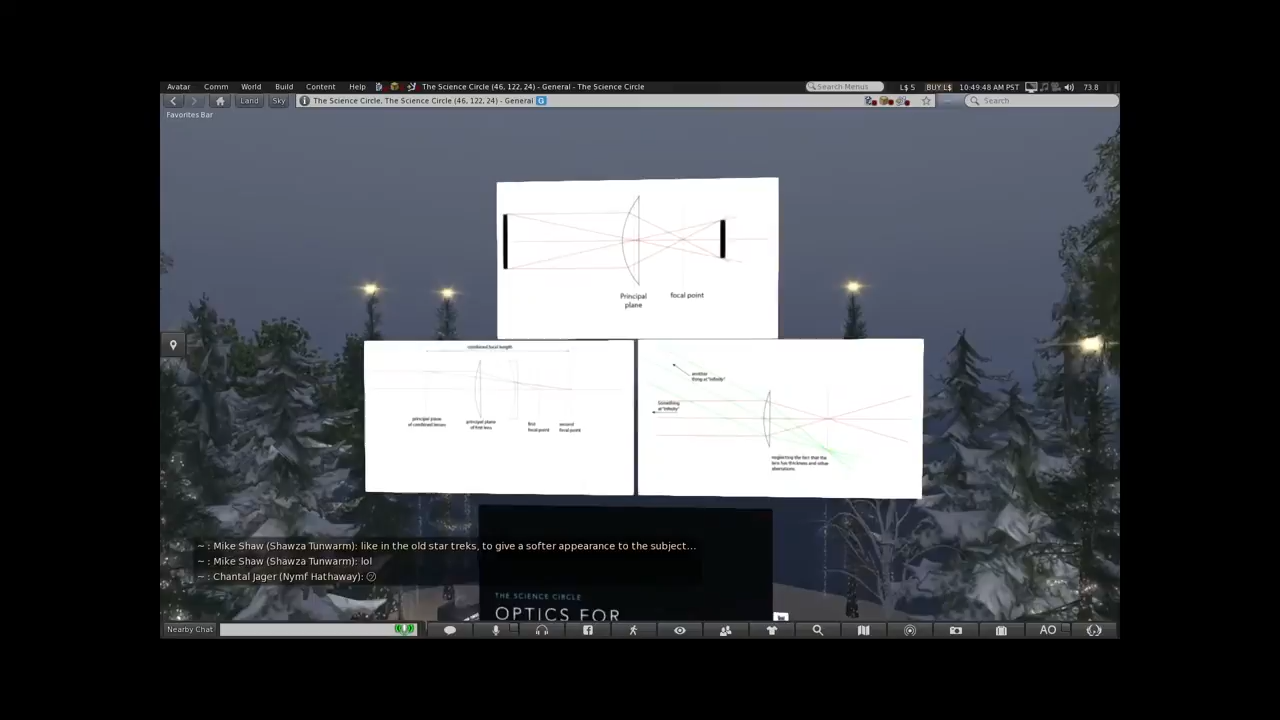 Avatar Comm World Build Content Help The Science Circle (46, 122, 24) - General - The Science Circle Search Menus L$ 5 BUY L$ 10:49:48 AM PST 73.8
Land Sky The Science Circle, The Science Circle (46, 122, 24) - General G Search
Favorites Bar
Principal
plane
focal point
combined focal length
principal plane
of combined lenses
principal plane
of first lens
first
focal point
second
focal point
another
thing at "infinity"
Something
at "infinity"
neglecting the fact that the
lens has thickness and other
aberrations
~ : Mike Shaw (Shawza Tunwarm): like in the old star treks, to give a softer appearance to the subject...
~ : Mike Shaw (Shawza Tunwarm): lol
~ : Chantal Jager (Nymf Hathaway):
THE SCIENCE CIRCLE
OPTICS FOR
Nearby Chat AO